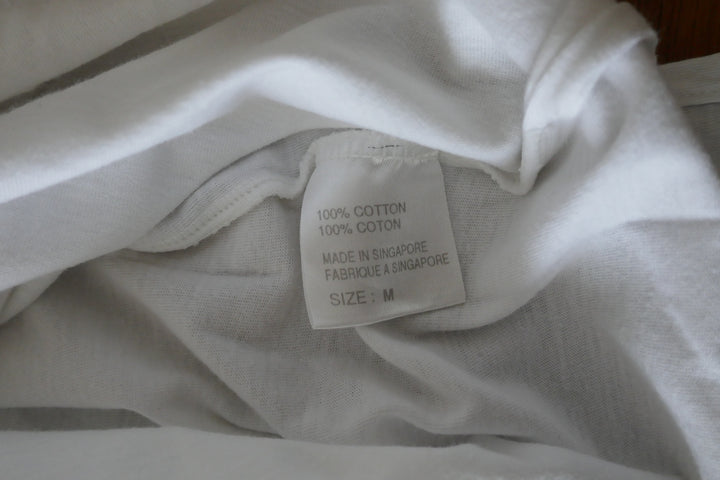 100% COTTON
100% COTON
MADE IN SINGAPORE
FABRIQUE A SINGAPORE
SIZE : M